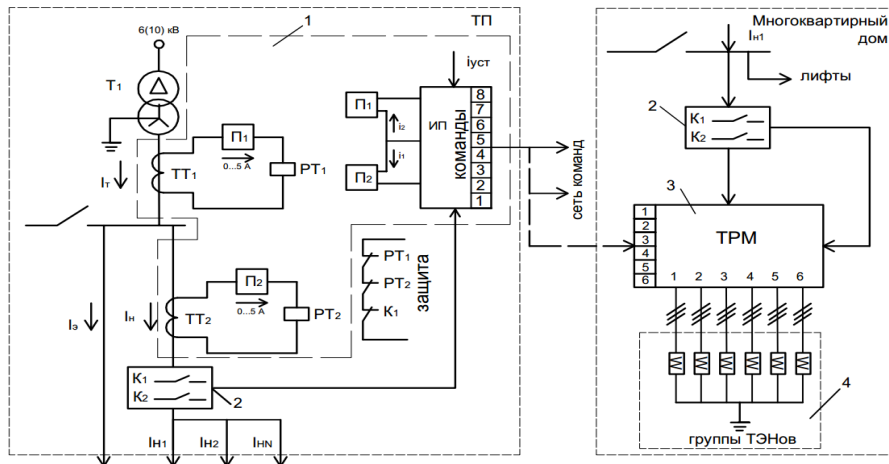 6(10) кВ
1
ТП
Т₁
iуст
П₁
i₂
i₁
П₂
ИП
команды
8
7
6
5
4
3
2
1
Iт
ТТ₁
П₁
0...5 А
РТ₁
сеть команд
Iэ
Iн
ТТ₂
П₂
0...5 А
РТ₂
РТ₁
РТ₂
К₁
защита
К₁
К₂
2
Iн1
Iн2
IнN
Многоквартирный
дом
Iн1
лифты
2
К₁
К₂
3
1
2
3
4
5
6
ТРМ
1 2 3 4 5 6
4
группы ТЭНов